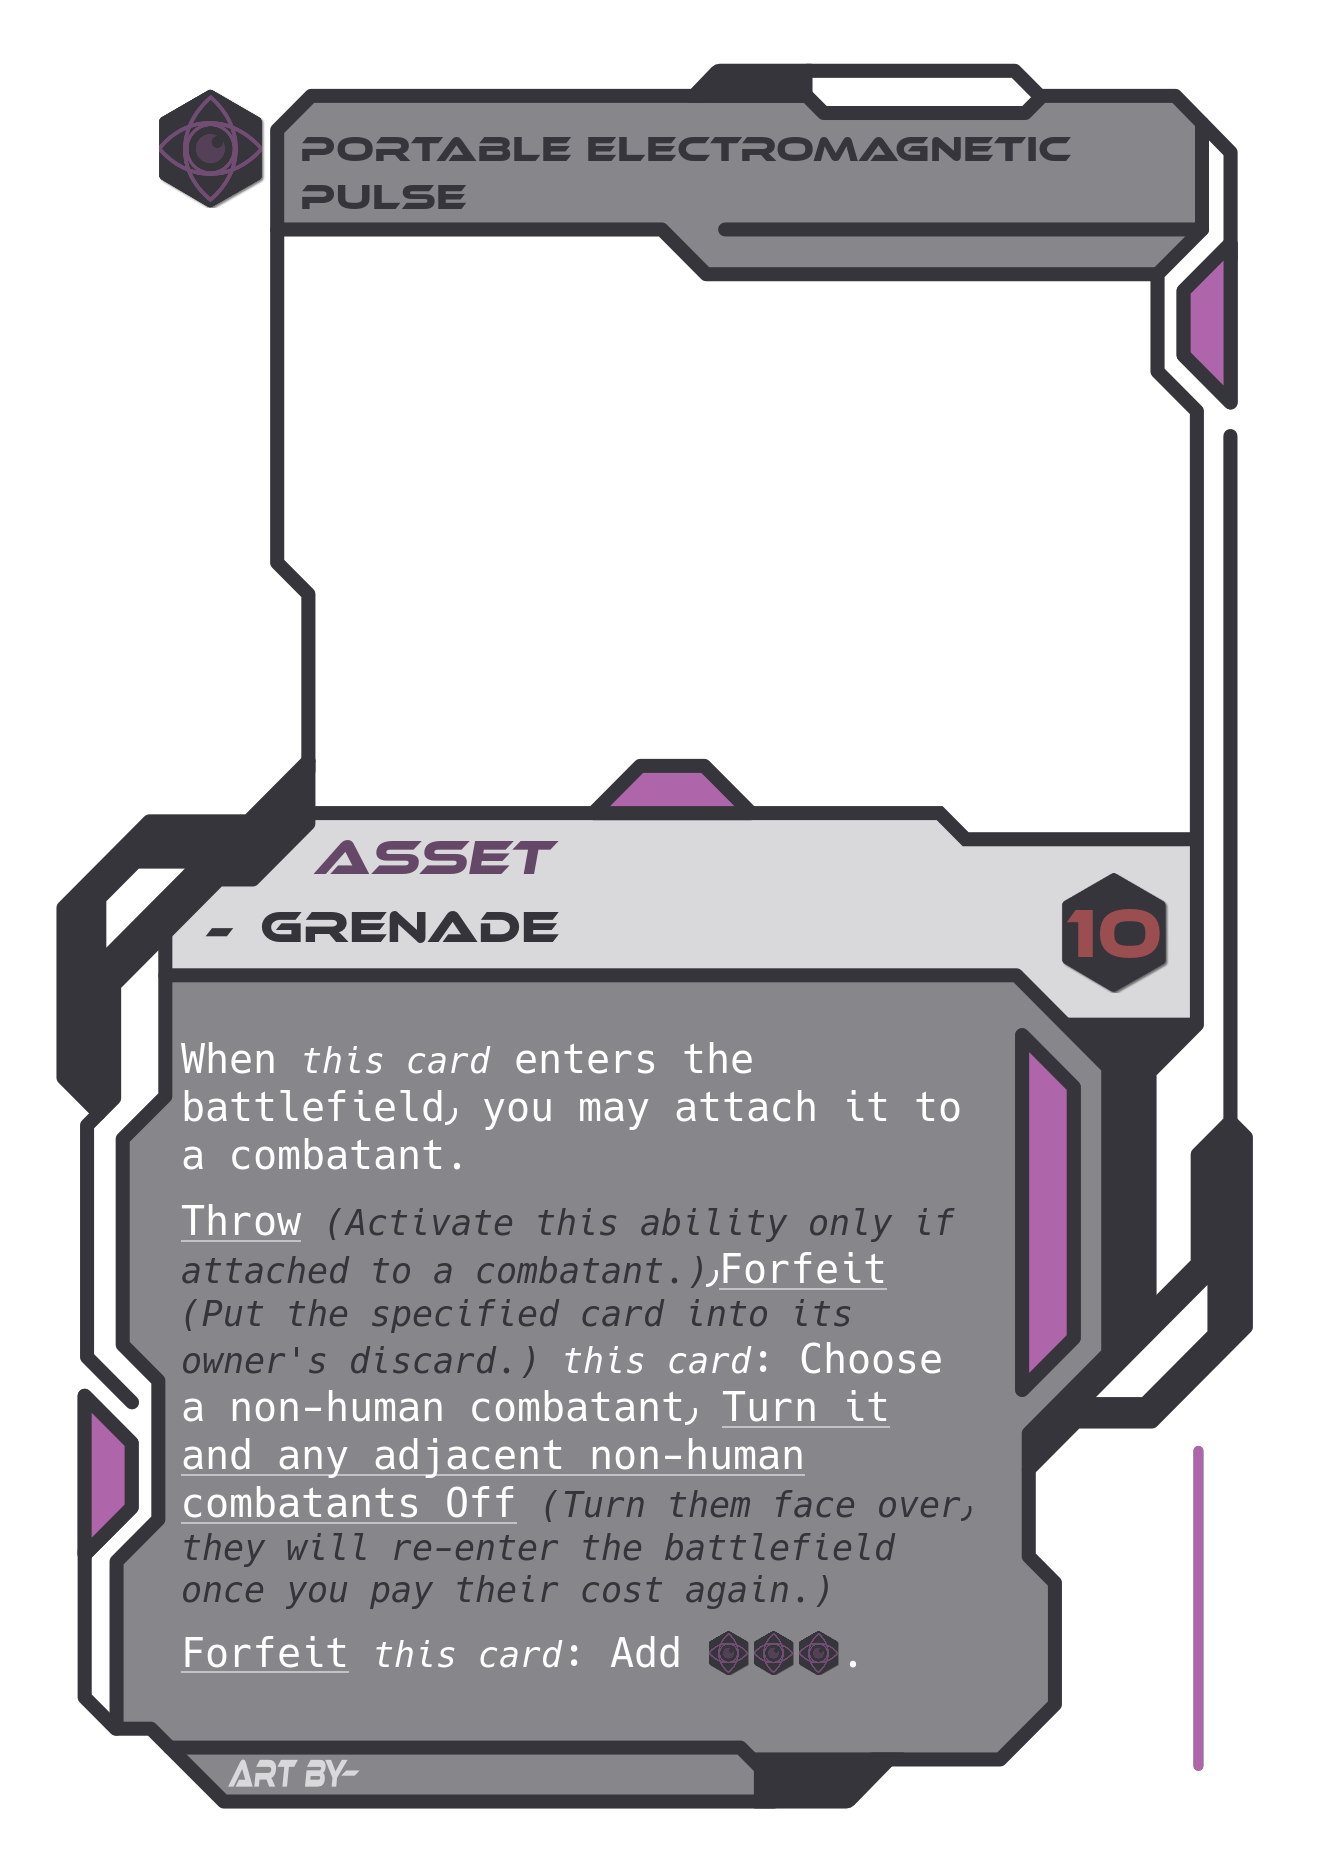 PORTABLE ELECTROMAGNETIC
PULSE
ASSET
- GRENADE
10
When this card enters the
battlefield, you may attach it to
a combatant.
Throw (Activate this ability only if
attached to a combatant.),Forfeit
(Put the specified card into its
owner's discard.) this card: Choose
a non-human combatant, Turn it
and any adjacent non-human
combatants Off (Turn them face over,
they will re-enter the battlefield
once you pay their cost again.)
Forfeit this card: Add .
ART BY-